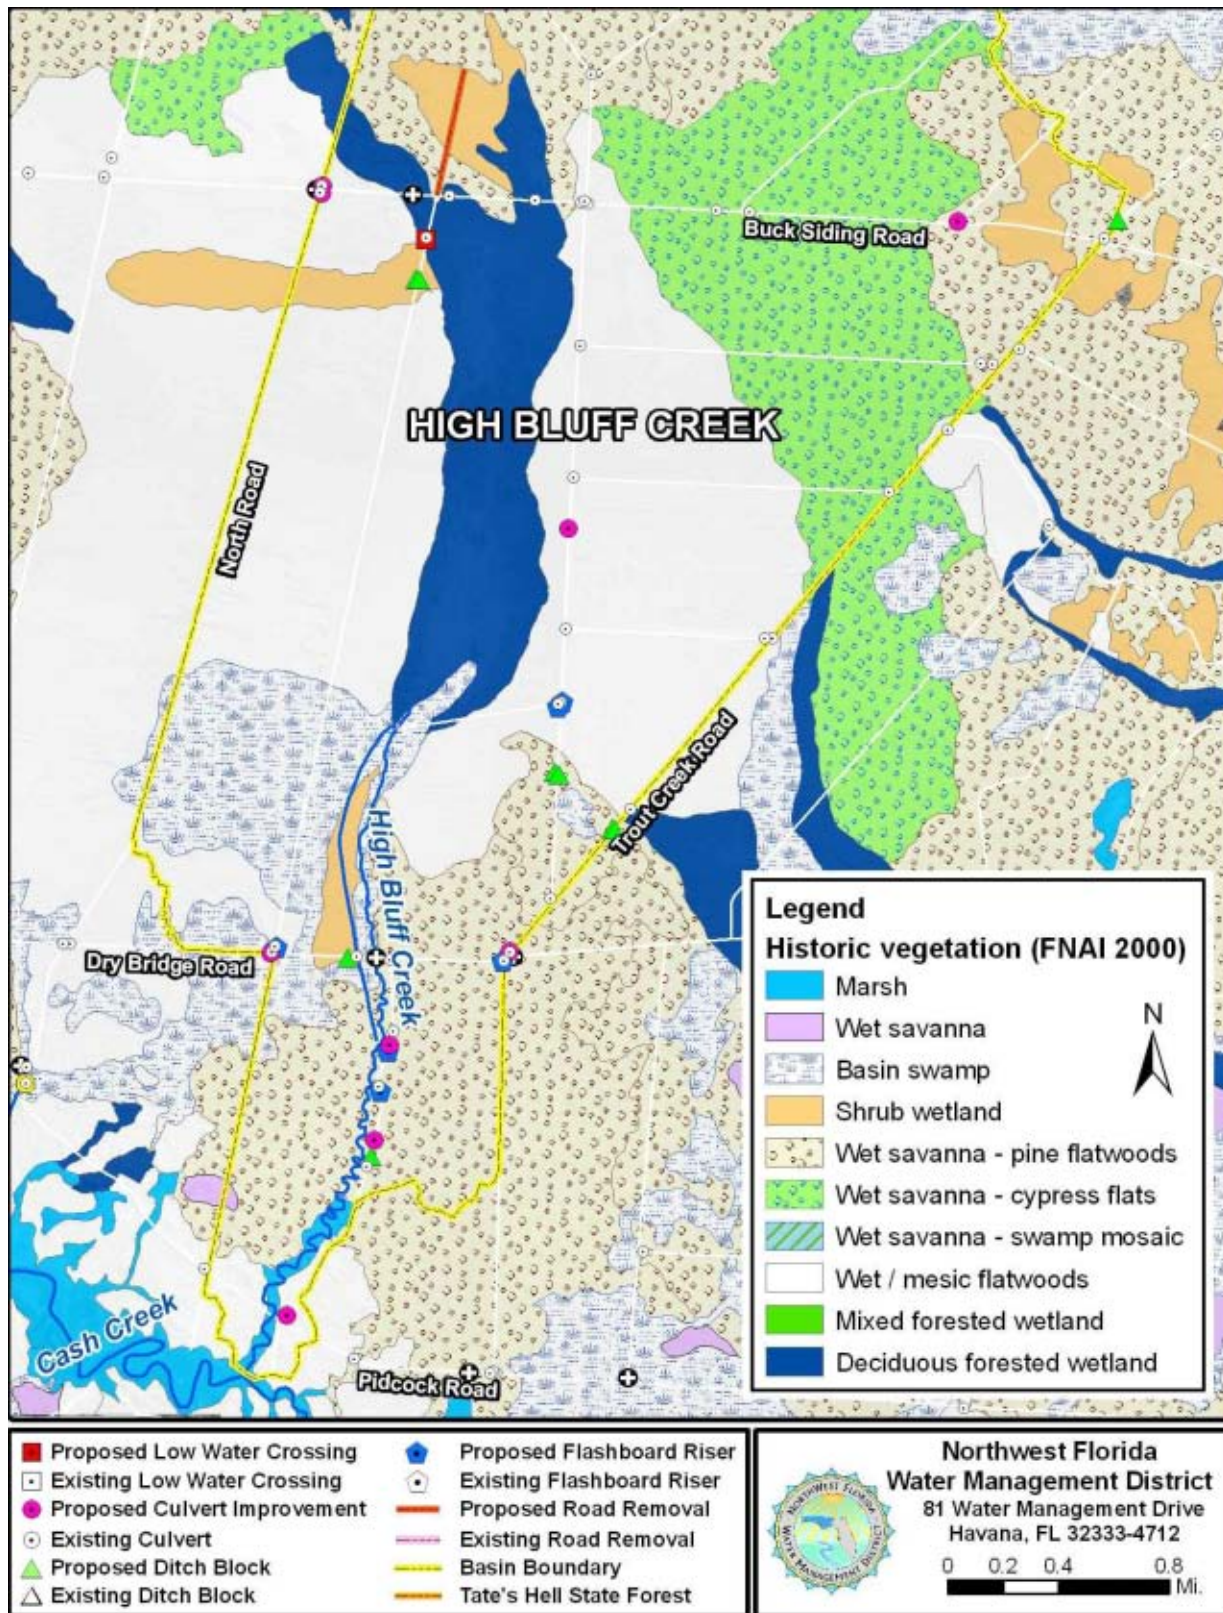 Buck Siding Road
HIGH BLUFF CREEK
North Road
Trout Creek Road
High Bluff Creek
Dry Bridge Road
Cash Creek
Pidcock Road
Legend
Historic vegetation (FNAI 2000)
Marsh
Wet savanna
Basin swamp
Shrub wetland
Wet savanna - pine flatwoods
Wet savanna - cypress flats
Wet savanna - swamp mosaic
Wet / mesic flatwoods
Mixed forested wetland
Deciduous forested wetland
N
Proposed Low Water Crossing
Existing Low Water Crossing
Proposed Culvert Improvement
Existing Culvert
Proposed Ditch Block
Existing Ditch Block
Proposed Flashboard Riser
Existing Flashboard Riser
Proposed Road Removal
Existing Road Removal
Basin Boundary
Tate's Hell State Forest
NORTHWEST FLORIDA
WATER MANAGEMENT DISTRICT
Northwest Florida
Water Management District
81 Water Management Drive
Havana, FL 32333-4712
0 0.2 0.4 0.8
Mi.